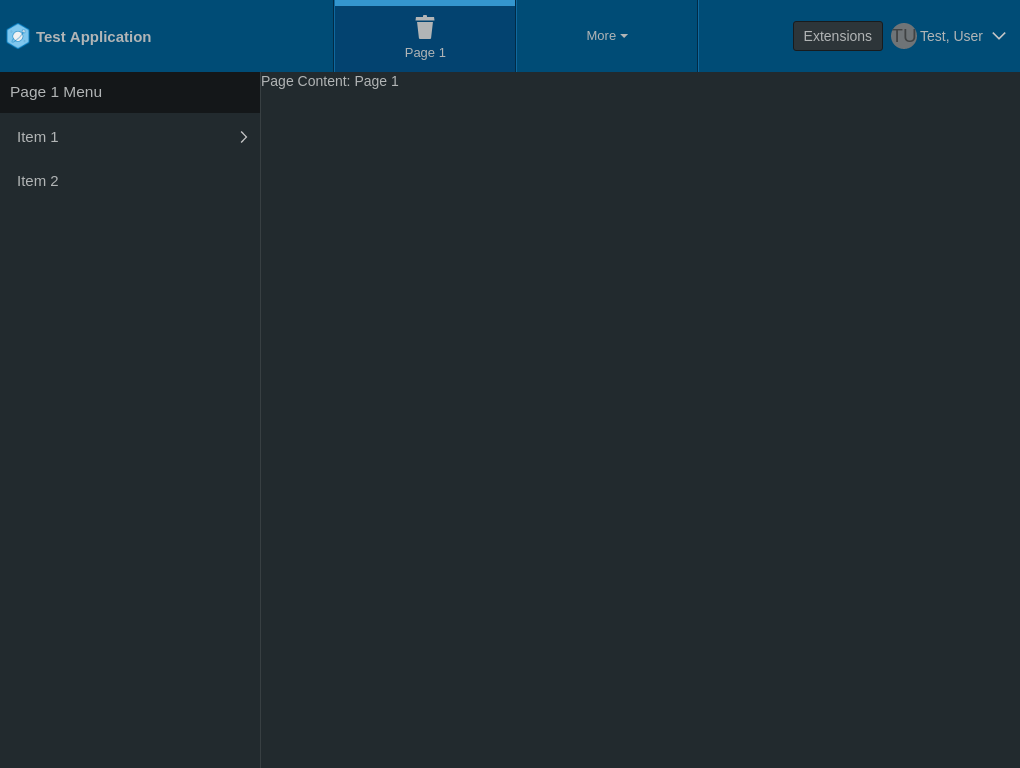 Test Application
Page 1
More
Extensions
TU
Test, User
Page 1 Menu
Item 1
Item 2
Page Content: Page 1